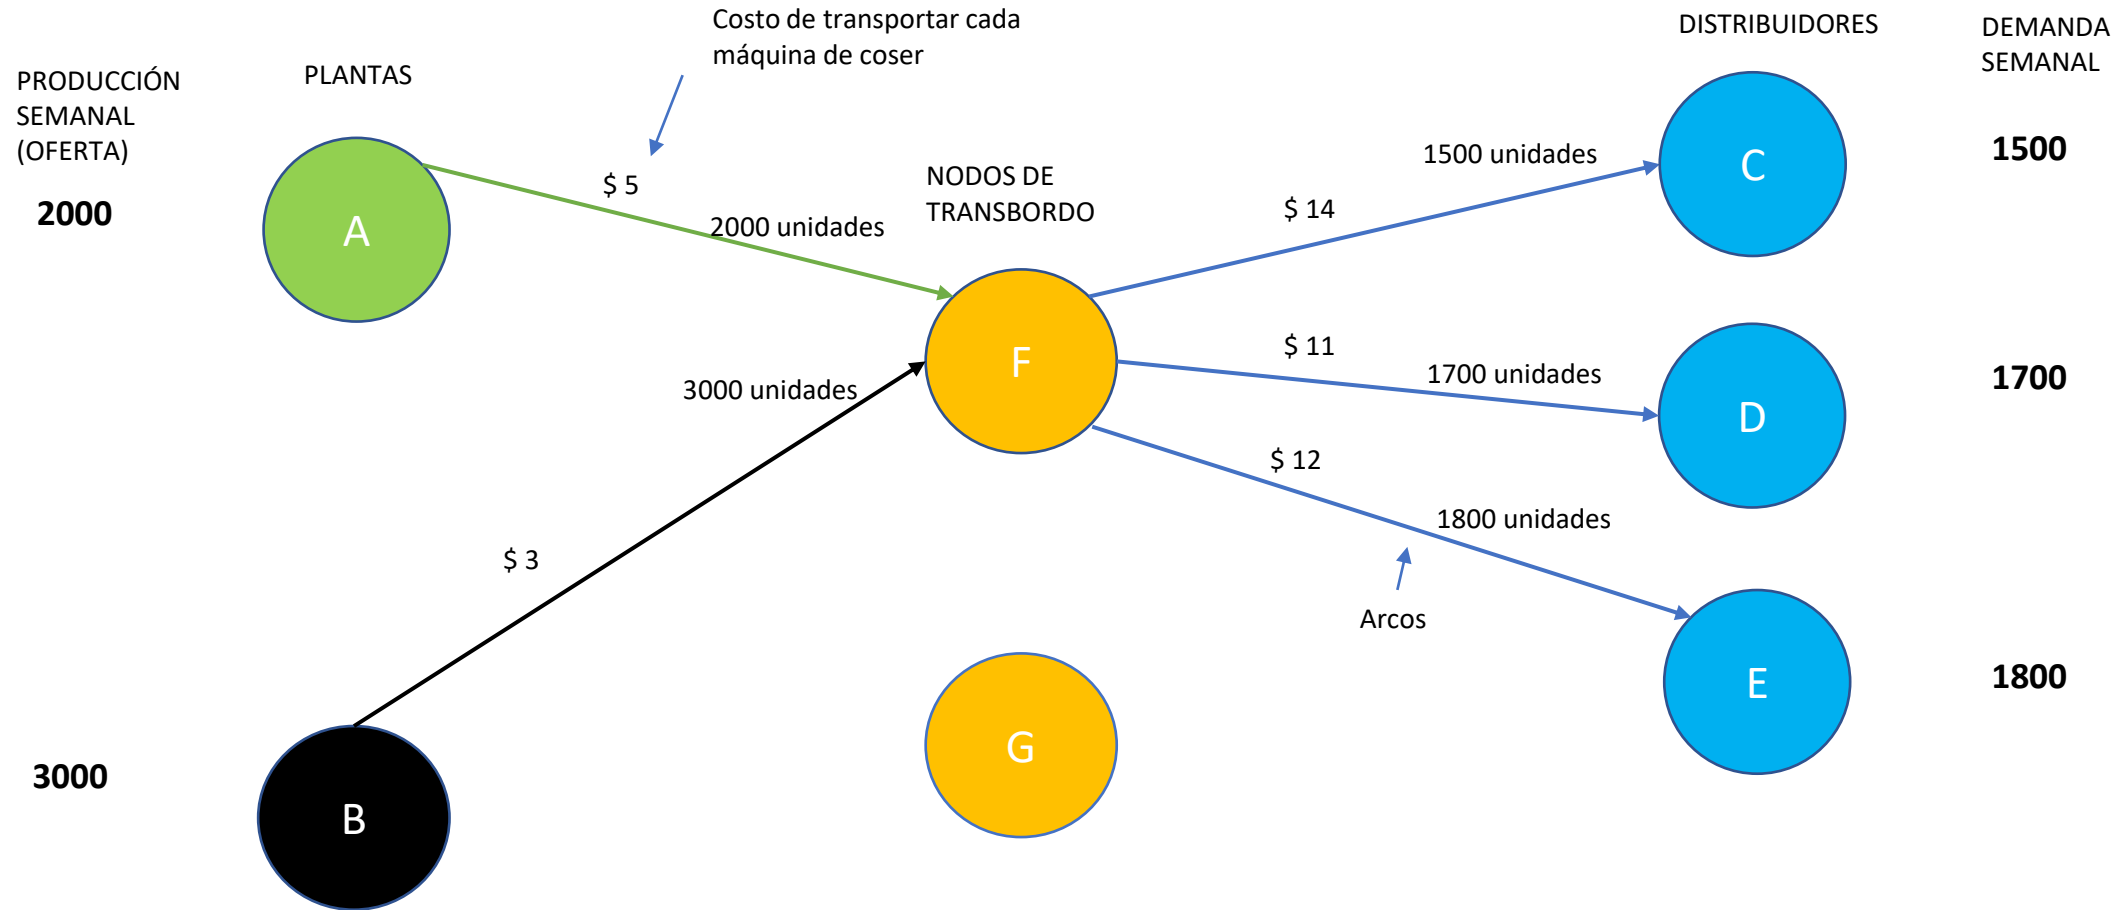 Costo de transportar cada
máquina de coser
DISTRIBUIDORES
DEMANDA
SEMANAL
PRODUCCIÓN
SEMANAL
(OFERTA)
PLANTAS
2000
A
$ 5
2000 unidades
NODOS DE
TRANSBORDO
$ 14
1500 unidades
C
1500
F
3000 unidades
$ 11
1700 unidades
D
1700
$ 12
1800 unidades
$ 3
Arcos
E
1800
G
3000
B